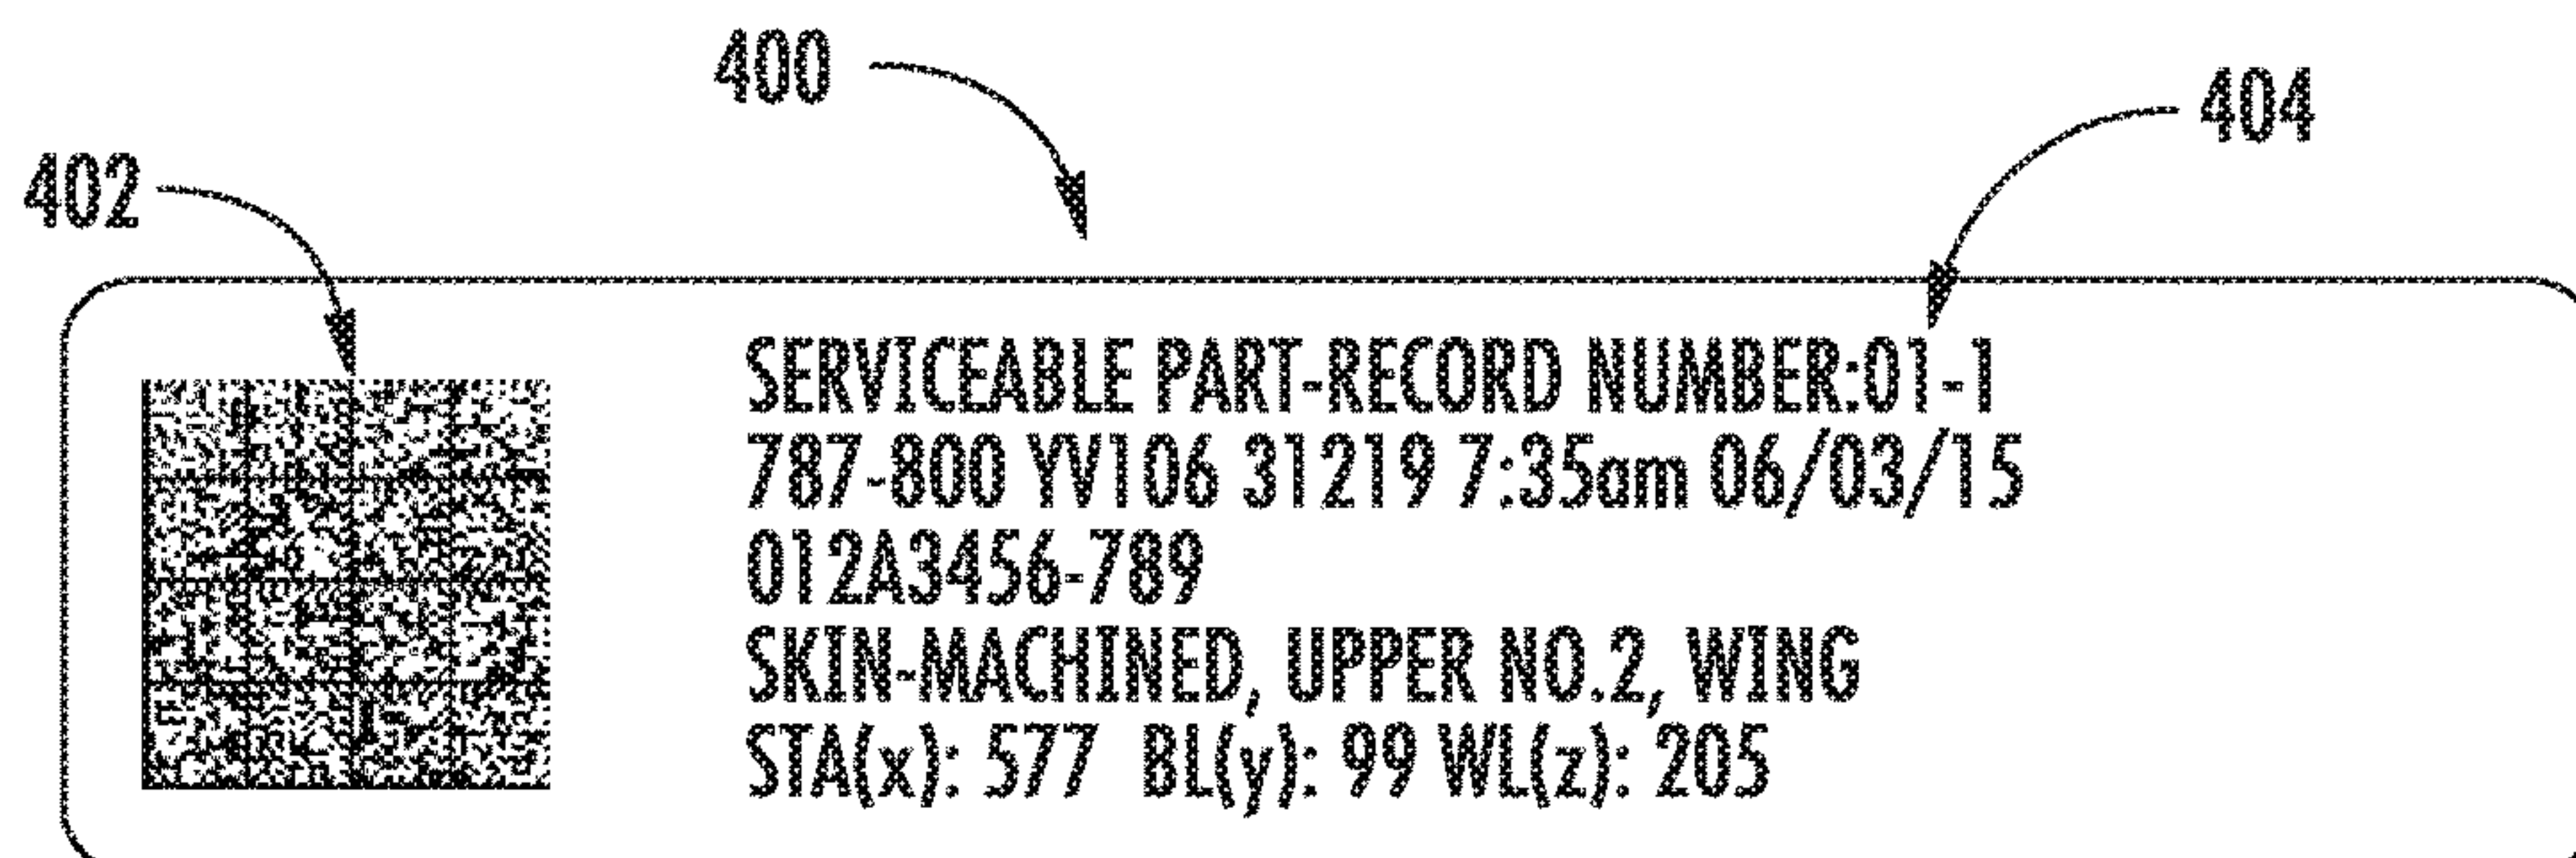 400
404
402
SERVICEABLE PART-RECORD NUMBER:01-1
787-800 YV106 31219 7:35am 06/03/15
012A3456-789
SKIN-MACHINED, UPPER NO.2, WING
STA(x): 577 BL(y): 99 WL(z): 205